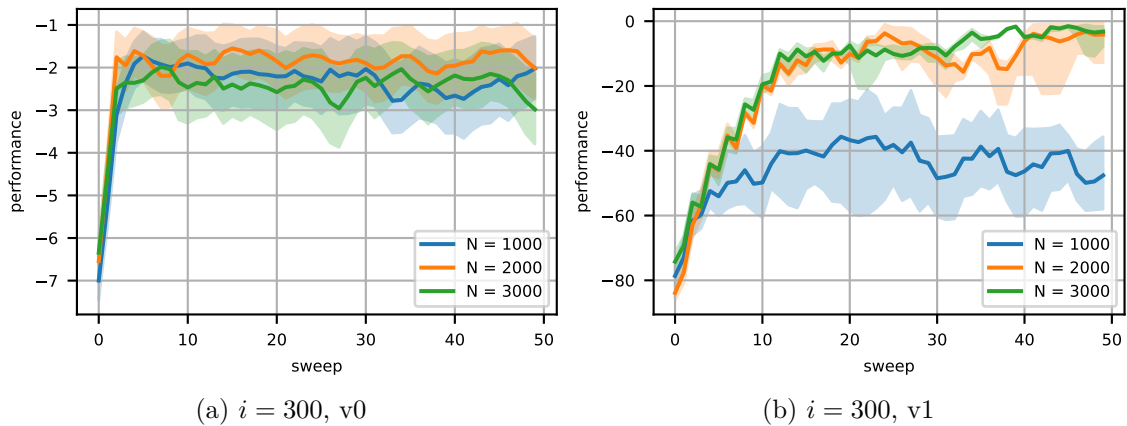 −1
−2
−3
−4
−5
−6
−7
performance
0
10
20
30
40
50
sweep
N = 1000
N = 2000
N = 3000
(a) i = 300, v0
0
−20
−40
−60
−80
performance
0
10
20
30
40
50
sweep
N = 1000
N = 2000
N = 3000
(b) i = 300, v1